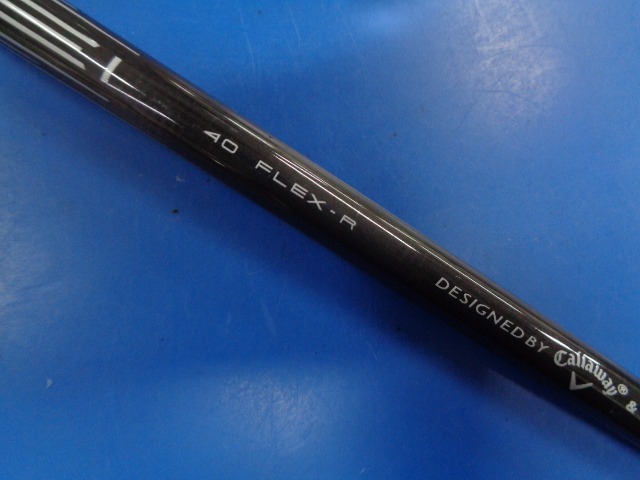 40 FLEX-R
DESIGNED BY Callaway® &